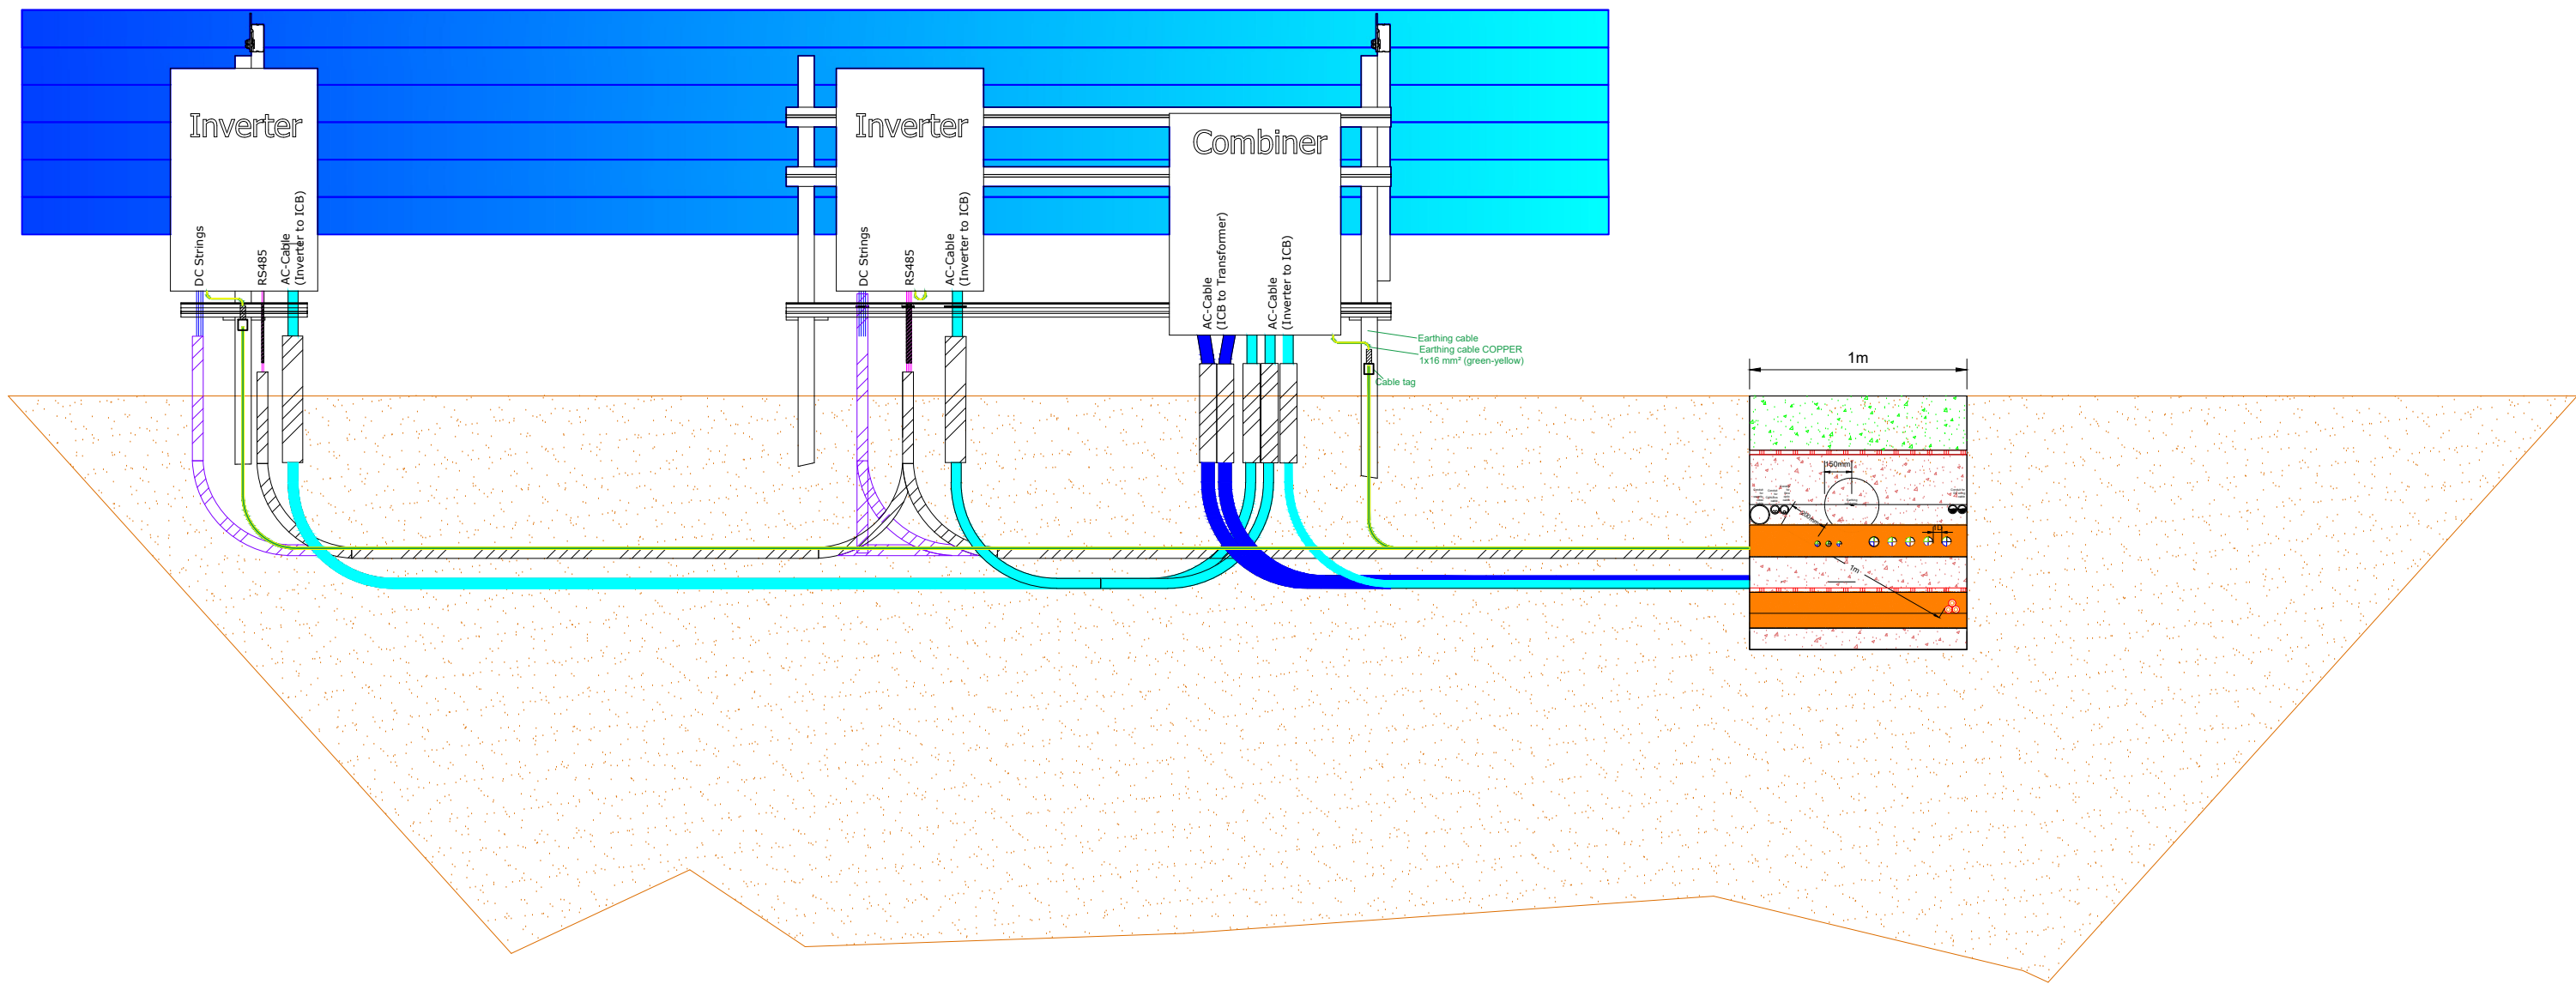 Inverter
Inverter
Combiner
DC Strings
RS485
AC-Cable
(Inverter to ICB)
DC Strings
RS485
AC-Cable
(Inverter to ICB)
AC-Cable
(ICB to Transformer)
AC-Cable
(Inverter to ICB)
Earthing cable
Earthing cable COPPER
1x16 mm² (green-yellow)
Cable tag
1m
150mm
1m